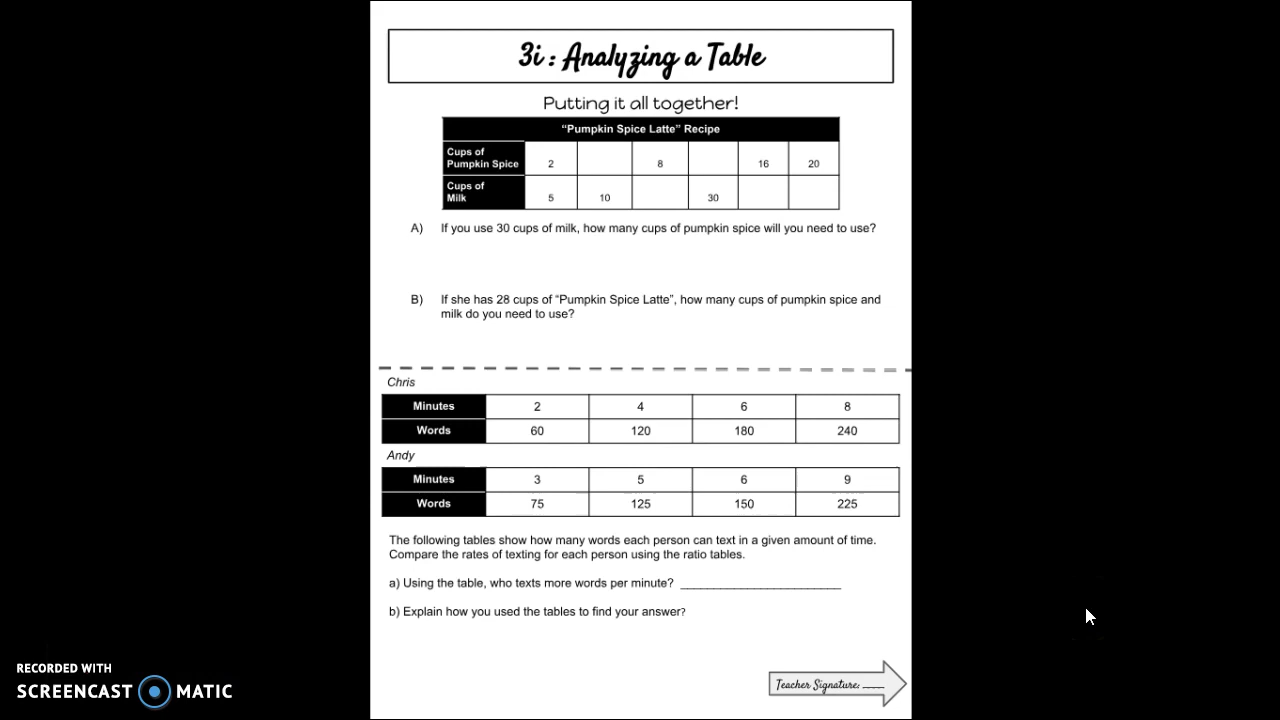 3i : Analyzing a Table
Putting it all together!
“Pumpkin Spice Latte” Recipe
Cups of
Pumpkin Spice 2 8 16 20
Cups of
Milk 5 10 30
A) If you use 30 cups of milk, how many cups of pumpkin spice will you need to use?
B) If she has 28 cups of “Pumpkin Spice Latte”, how many cups of pumpkin spice and
milk do you need to use?
Chris
Minutes 2 4 6 8
Words 60 120 180 240
Andy
Minutes 3 5 6 9
Words 75 125 150 225
The following tables show how many words each person can text in a given amount of time.
Compare the rates of texting for each person using the ratio tables.
a) Using the table, who texts more words per minute? ________________________
b) Explain how you used the tables to find your answer?
Teacher Signature: ____
RECORDED WITH
SCREENCAST MATIC